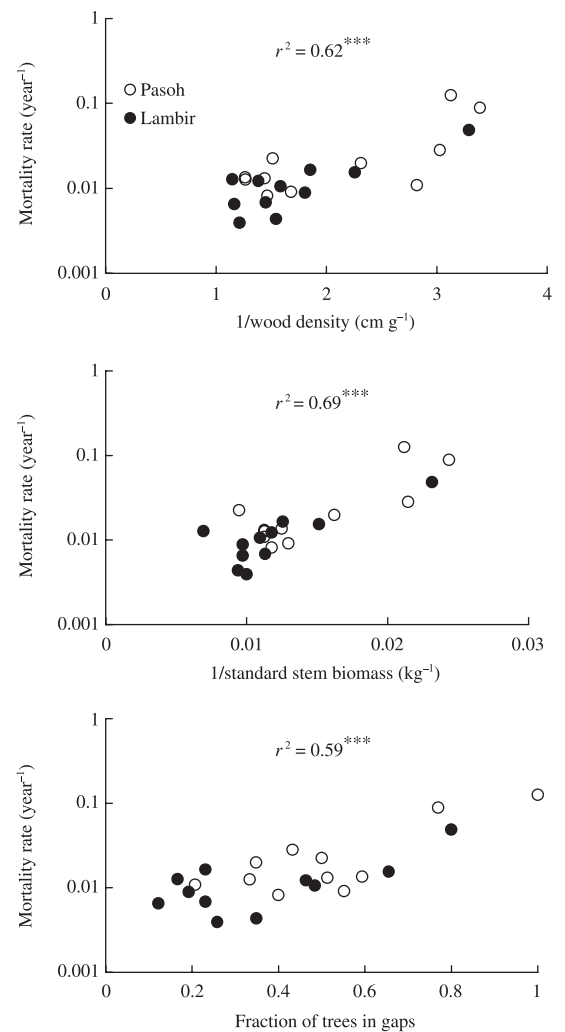 1
r² = 0.62***
Pasoh
0.1
Lambir
Mortality rate (year⁻¹)
0.01
0.001
0 1 2 3 4
1/wood density (cm g⁻¹)
1
r² = 0.69***
0.1
Mortality rate (year⁻¹)
0.01
0.001
0 0.01 0.02 0.03
1/standard stem biomass (kg⁻¹)
1
r² = 0.59***
0.1
Mortality rate (year⁻¹)
0.01
0.001
0 0.2 0.4 0.6 0.8 1
Fraction of trees in gaps